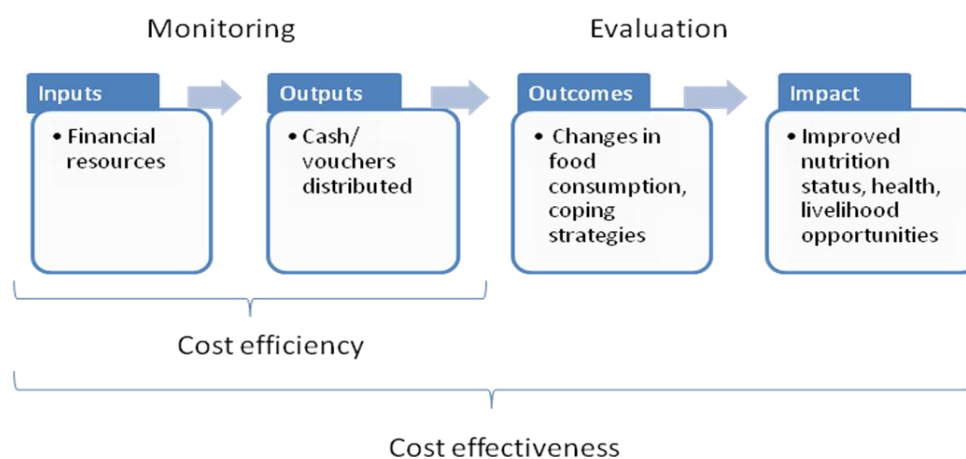 Monitoring
Evaluation
Inputs
• Financial
resources
Outputs
• Cash/
vouchers
distributed
Outcomes
• Changes in
food
consumption,
coping
strategies
Impact
• Improved
nutrition
status, health,
livelihood
opportunities
Cost efficiency
Cost effectiveness